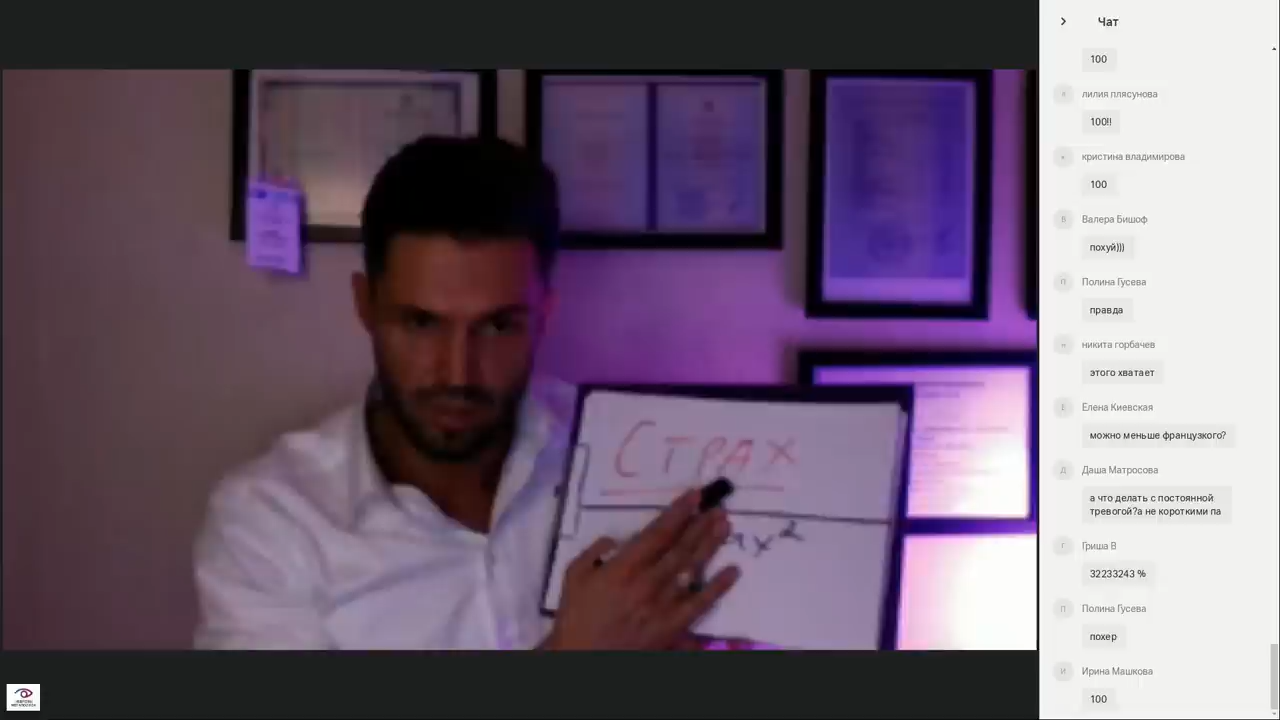 Страх
ах²
Чат
100
лилия плясунова
100!!
кристина владимирова
100
Валера Бишоф
похуй)))
Полина Гусева
правда
никита горбачев
этого хватает
Елена Киевская
можно меньше французкого?
Даша Матросова
а что делать с постоянной
тревогой?а не короткими па
Гриша В
32233243 %
Полина Гусева
похер
Ирина Машкова
100